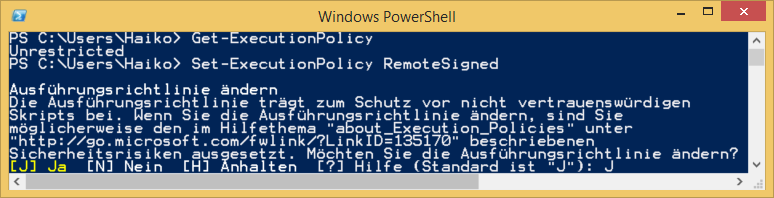 Windows PowerShell
PS C:\Users\Haiko> Get-ExecutionPolicy
Unrestricted
PS C:\Users\Haiko> Set-ExecutionPolicy RemoteSigned
Ausführungsrichtlinie ändern
Die Ausführungsrichtlinie trägt zum Schutz vor nicht vertrauenswürdigen
Skripts bei. Wenn Sie die Ausführungsrichtlinie ändern, sind Sie
möglicherweise den im Hilfethema "about_Execution_Policies" unter
"http://go.microsoft.com/fwlink/?LinkID=135170" beschriebenen
Sicherheitsrisiken ausgesetzt. Möchten Sie die Ausführungsrichtlinie ändern?
[J] Ja  [N] Nein  [H] Anhalten  [?] Hilfe (Standard ist "J"): J